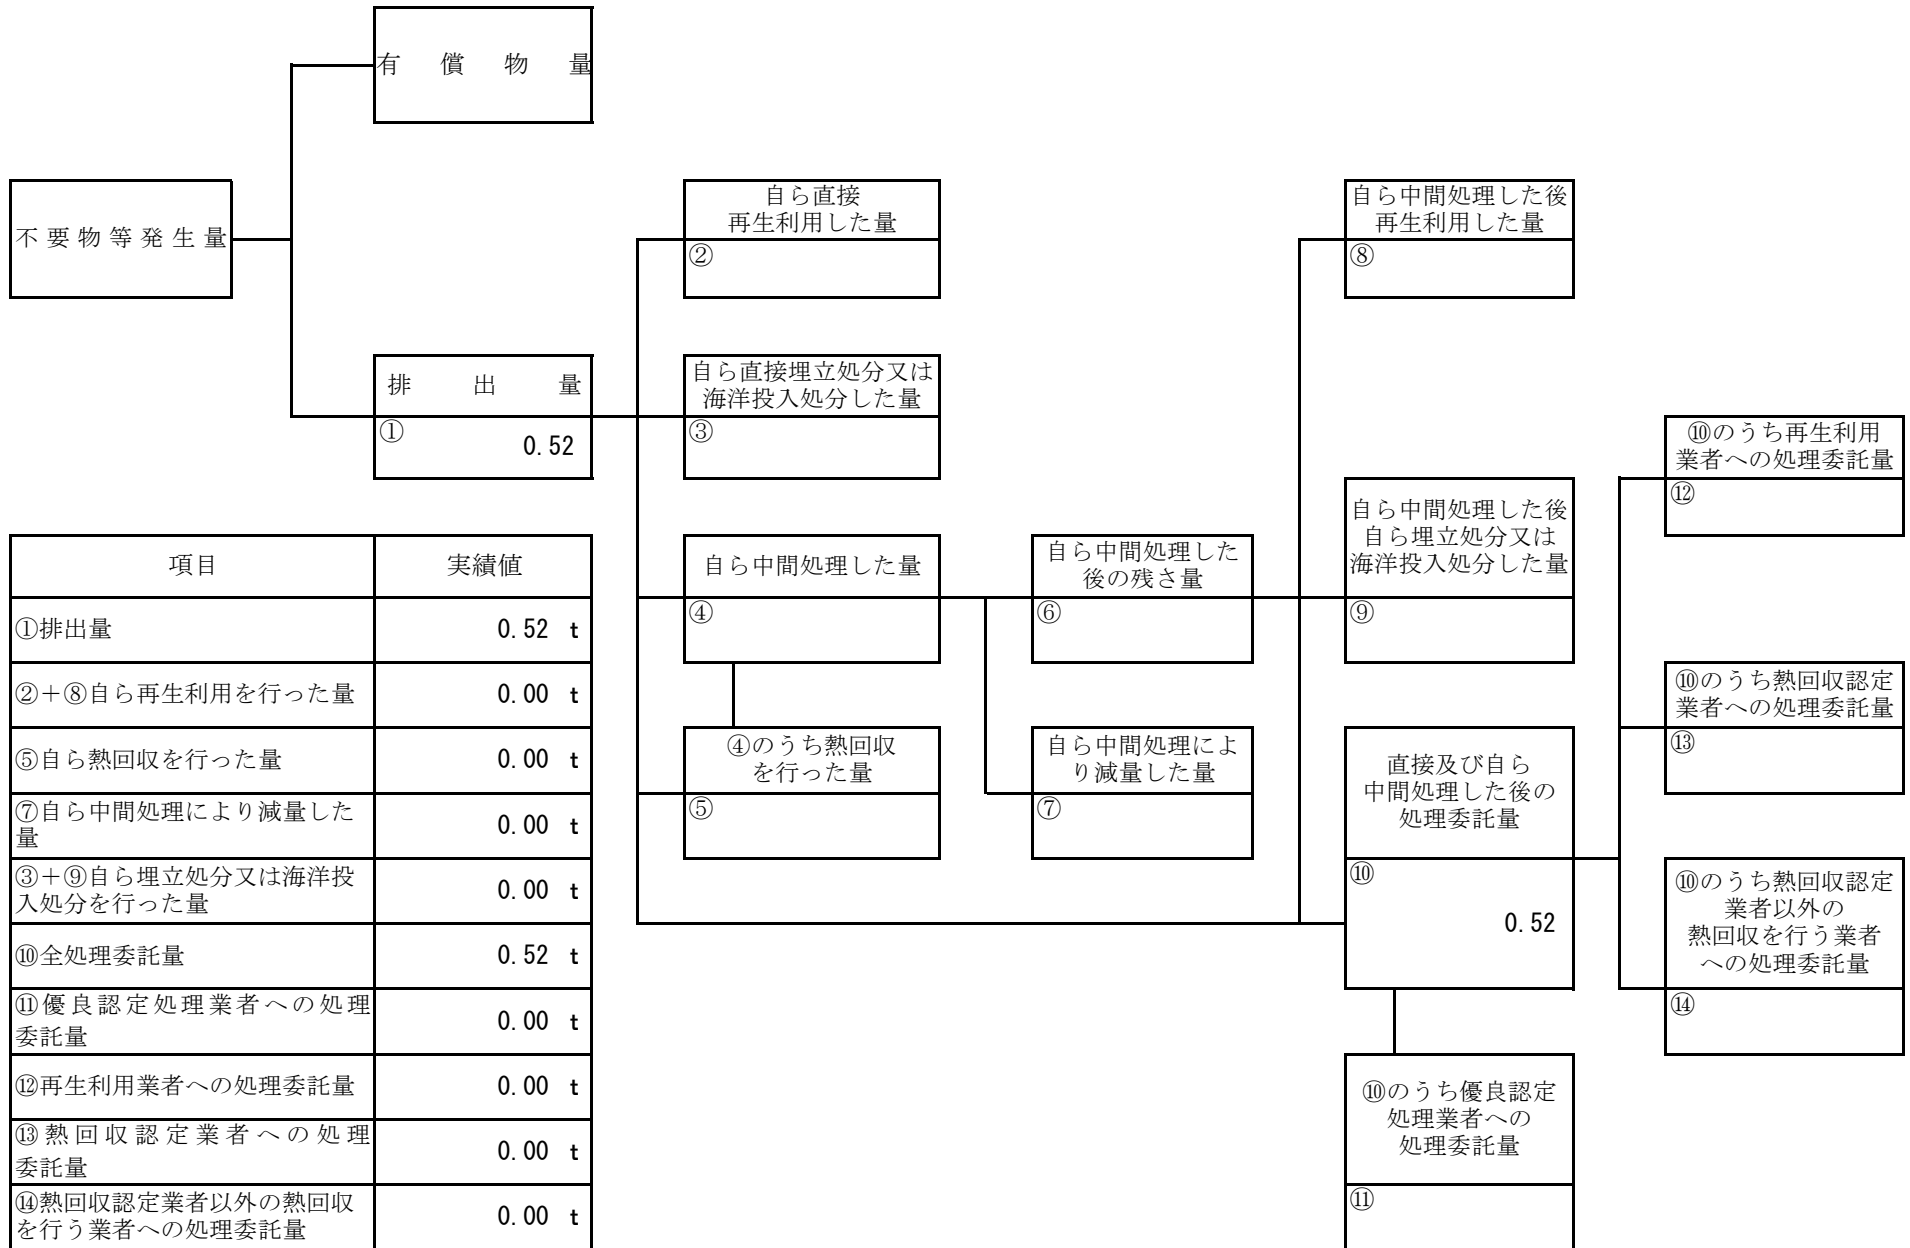 有償物量
不要物等発生量
自ら直接
再生利用した量
②
自ら中間処理した後
再生利用した量
⑧
排出量
①
0.52
自ら直接埋立処分又は
海洋投入処分した量
③
⑩のうち再生利用
業者への処理委託量
⑫
自ら中間処理した量
④
自ら中間処理した
後の残さ量
⑥
自ら中間処理した後
自ら埋立処分又は
海洋投入処分した量
⑨
⑩のうち熱回収認定
業者への処理委託量
⑬
④のうち熱回収
を行った量
⑤
自ら中間処理によ
り減量した量
⑦
直接及び自ら
中間処理した後の
処理委託量
⑩
0.52
⑩のうち熱回収認定
業者以外の
熱回収を行う業者
への処理委託量
⑭
⑩のうち優良認定
処理業者への
処理委託量
⑪
項目 実績値
①排出量 0.52 t
②＋⑧自ら再生利用を行った量 0.00 t
⑤自ら熱回収を行った量 0.00 t
⑦自ら中間処理により減量した
量 0.00 t
③＋⑨自ら埋立処分又は海洋投
入処分を行った量 0.00 t
⑩全処理委託量 0.52 t
⑪優良認定処理業者への処理
委託量 0.00 t
⑫再生利用業者への処理委託量 0.00 t
⑬熱回収認定業者への処理
委託量 0.00 t
⑭熱回収認定業者以外の熱回収
を行う業者への処理委託量 0.00 t